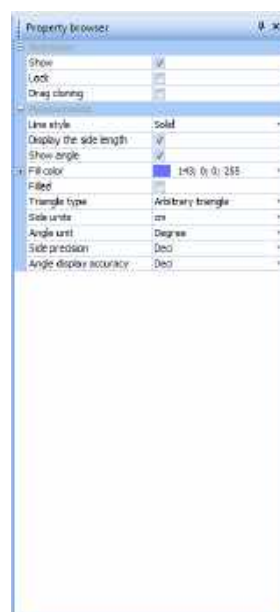 Property browser
Show
Lock
Drag cloning
Line style Solid
Display the side length
Show angle
Fill color 143; 0; 0; 255
Filled
Triangle type Arbitrary triangle
Side units cm
Angle unit Degree
Side precision Deci
Angle display accuracy Deci